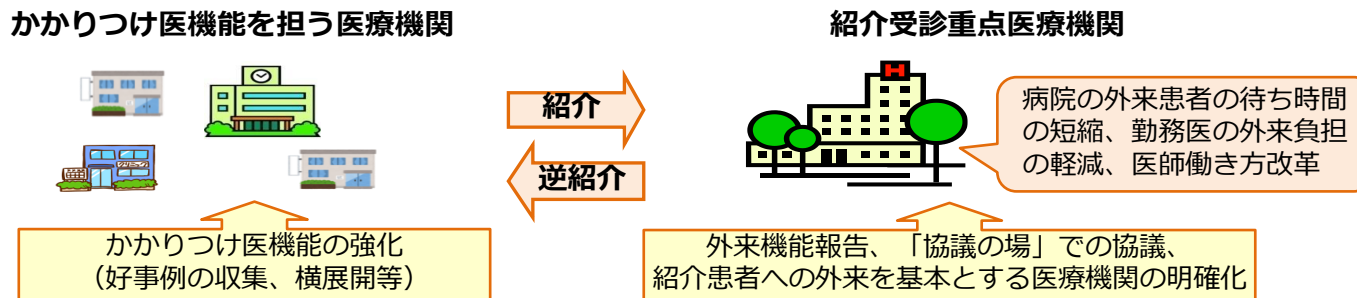 かかりつけ医機能を担う医療機関
紹介受診重点医療機関
紹介
逆紹介
病院の外来患者の待ち時間
の短縮、勤務医の外来負担
の軽減、医師働き方改革
かかりつけ医機能の強化
（好事例の収集、横展開等）
外来機能報告、「協議の場」での協議、
紹介患者への外来を基本とする医療機関の明確化